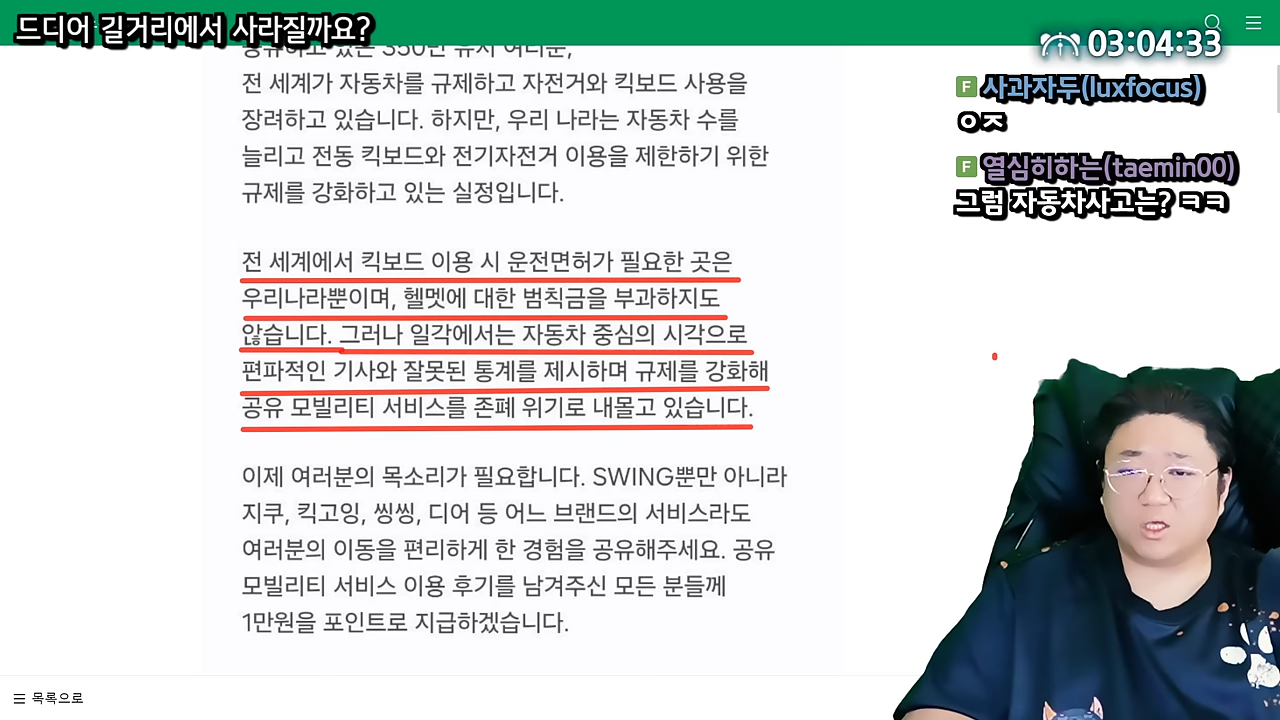 드디어 길거리에서 사라질까요?
03:04:33
공유하고 있는 350만 유저 여러분,
전 세계가 자동차를 규제하고 자전거와 킥보드 사용을
장려하고 있습니다. 하지만, 우리 나라는 자동차 수를
늘리고 전동 킥보드와 전기자전거 이용을 제한하기 위한
규제를 강화하고 있는 실정입니다.
전 세계에서 킥보드 이용 시 운전면허가 필요한 곳은
우리나라뿐이며, 헬멧에 대한 범칙금을 부과하지도
않습니다. 그러나 일각에서는 자동차 중심의 시각으로
편파적인 기사와 잘못된 통계를 제시하며 규제를 강화해
공유 모빌리티 서비스를 존폐 위기로 내몰고 있습니다.
이제 여러분의 목소리가 필요합니다. SWING뿐만 아니라
지쿠, 킥고잉, 씽씽, 디어 등 어느 브랜드의 서비스라도
여러분의 이동을 편리하게 한 경험을 공유해주세요. 공유
모빌리티 서비스 이용 후기를 남겨주신 모든 분들께
1만원을 포인트로 지급하겠습니다.
목록으로
F 사과자두(luxfocus)
ㅇㅈ
F 열심히하는(taemin00)
그럼 자동차사고는? ㅋㅋ